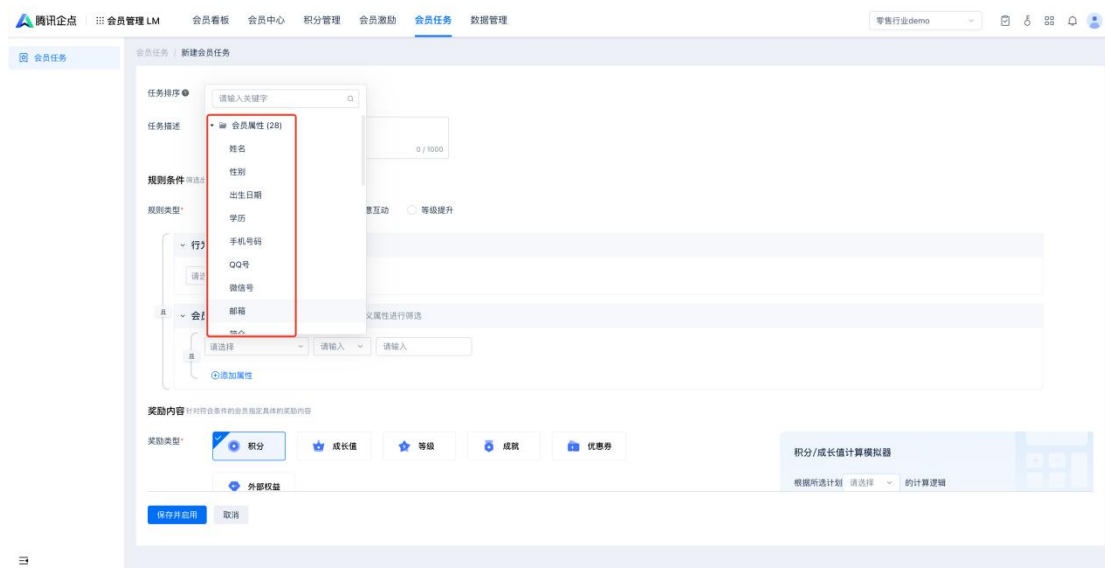 腾讯企点 会员管理 LM 会员看板 会员中心 积分管理 会员激励 会员任务 数据管理 零售行业demo
会员任务
会员任务 / 新建会员任务
任务排序
请输入关键字
任务描述
会员属性 (28)
姓名
0 / 1000
性别
规则条件
出生日期
规则类型*
学历
意互动 等级提升
手机号码
QQ号
微信号
邮箱
且
义属性进行筛选
请选择 请输入 请输入
且
添加属性
奖励内容 针对符合条件的会员指定具体的奖励内容
奖励类型* 积分 成长值 等级 成就 优惠券
外部权益
积分/成长值计算模拟器
根据所选计划 请选择 的计算逻辑
保存并启用 取消